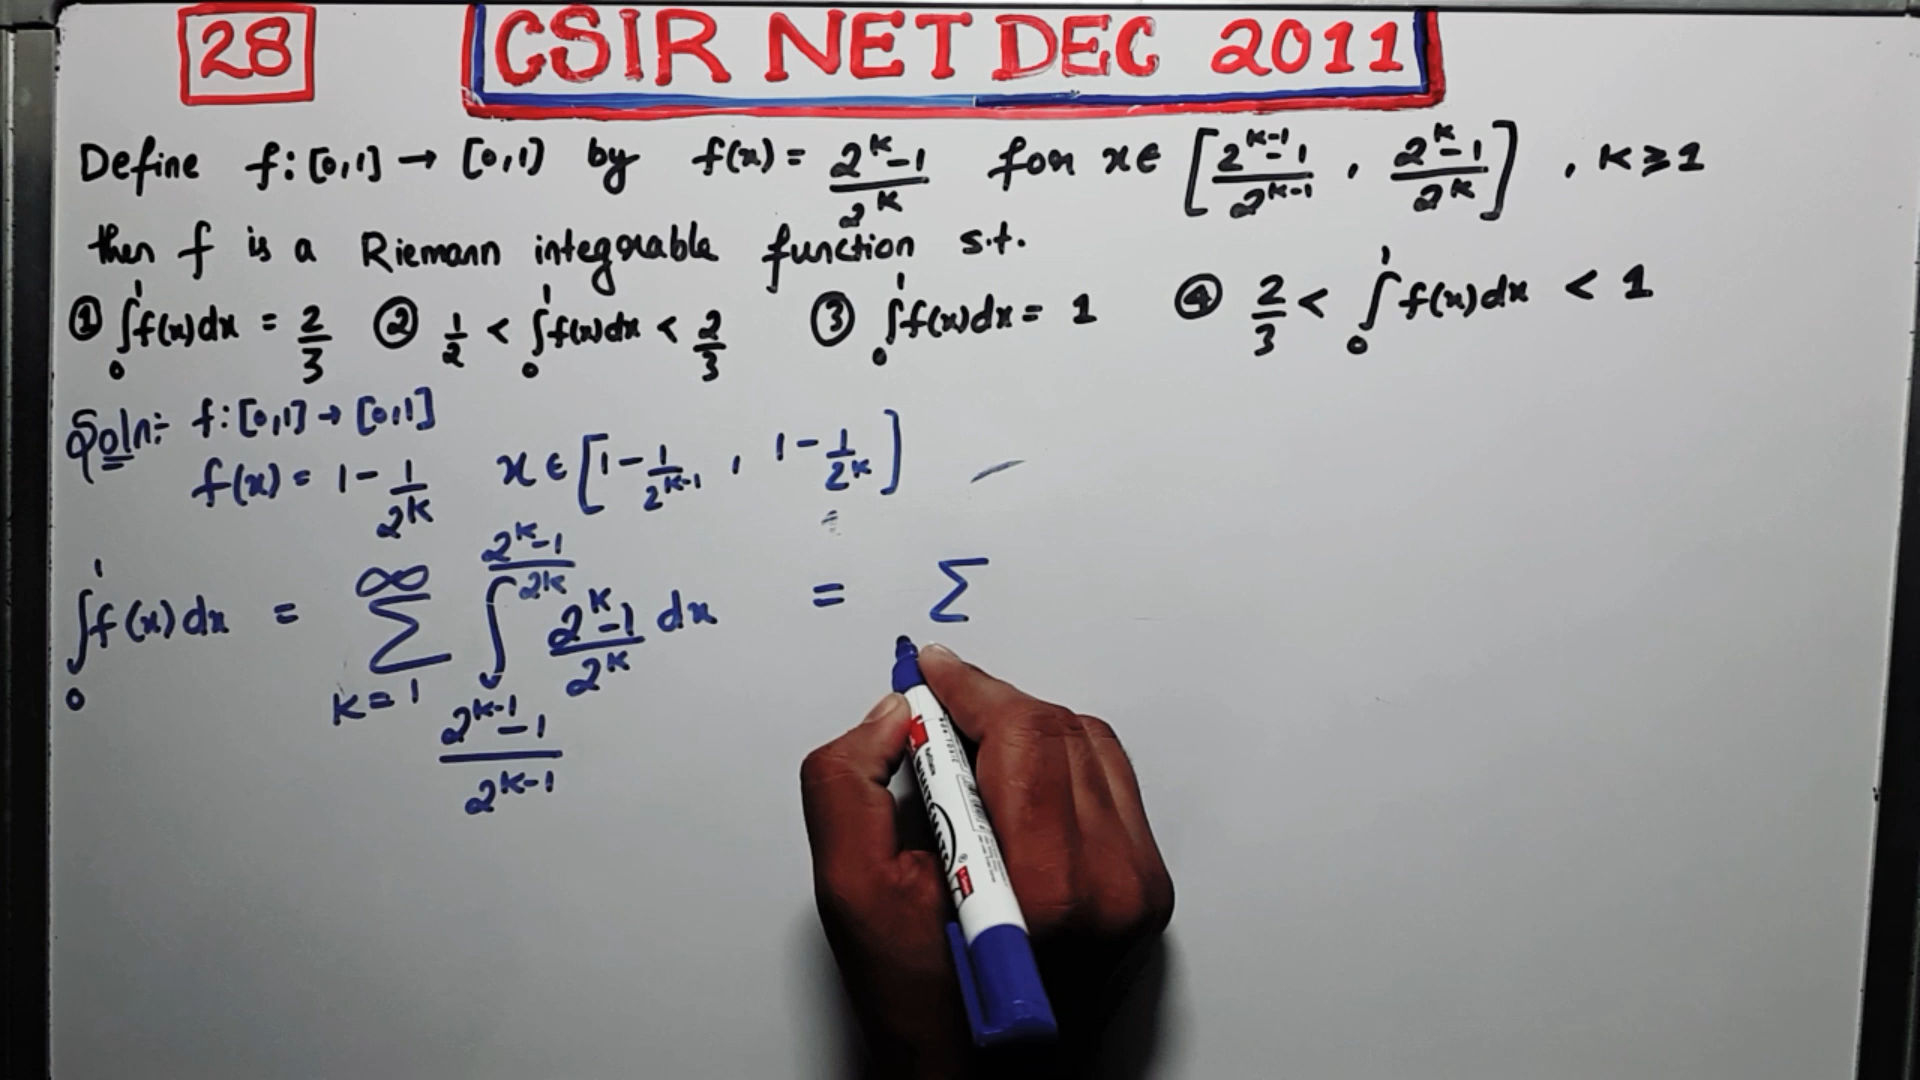 28 CSIR NET DEC 2011
Define f: [0,1] → [0,1) by f(x) = (2^k - 1)/2^k for x ∈ [(2^(k-1) - 1)/2^(k-1), (2^k - 1)/2^k], k ≥ 1
then f is a Riemann integrable function s.t.
① ∫₀¹ f(x) dx = 2/3 ② 1/2 < ∫₀¹ f(x) dx < 2/3 ③ ∫₀¹ f(x) dx = 1 ④ 2/3 < ∫₀¹ f(x) dx < 1
Soln:- f: [0,1] → [0,1]
f(x) = 1 - 1/2^k x ∈ [1 - 1/2^(k-1), 1 - 1/2^k]
∫₀¹ f(x) dx = Σ_{k=1}^{∞} ∫_{(2^(k-1) - 1)/2^(k-1)}^{(2^k - 1)/2^k} (2^k - 1)/2^k dx = Σ